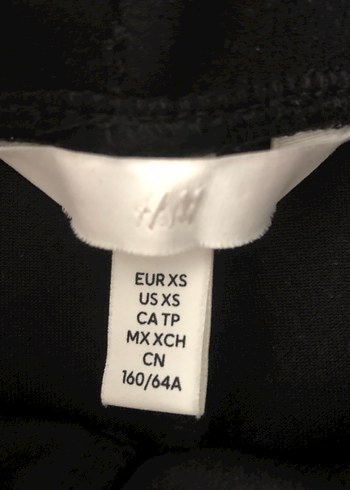 H&M
EUR XS
US XS
CA TP
MX XCH
CN
160/64A